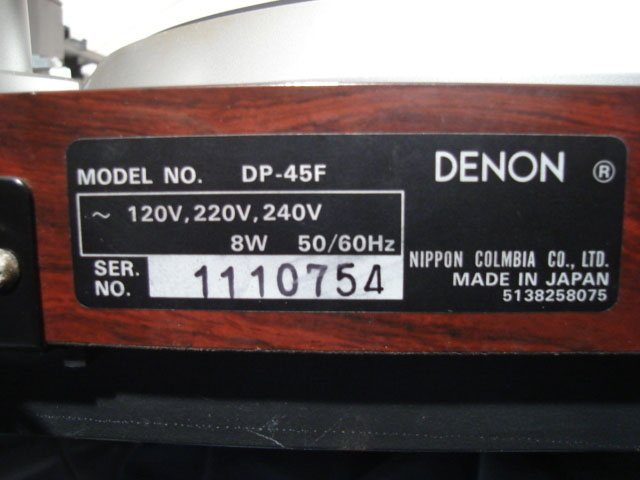 MODEL NO. DP-45F
DENON ®
~ 120V, 220V, 240V
8W 50/60Hz
SER. NO. 1110754
NIPPON COLMBIA CO., LTD.
MADE IN JAPAN
5138258075